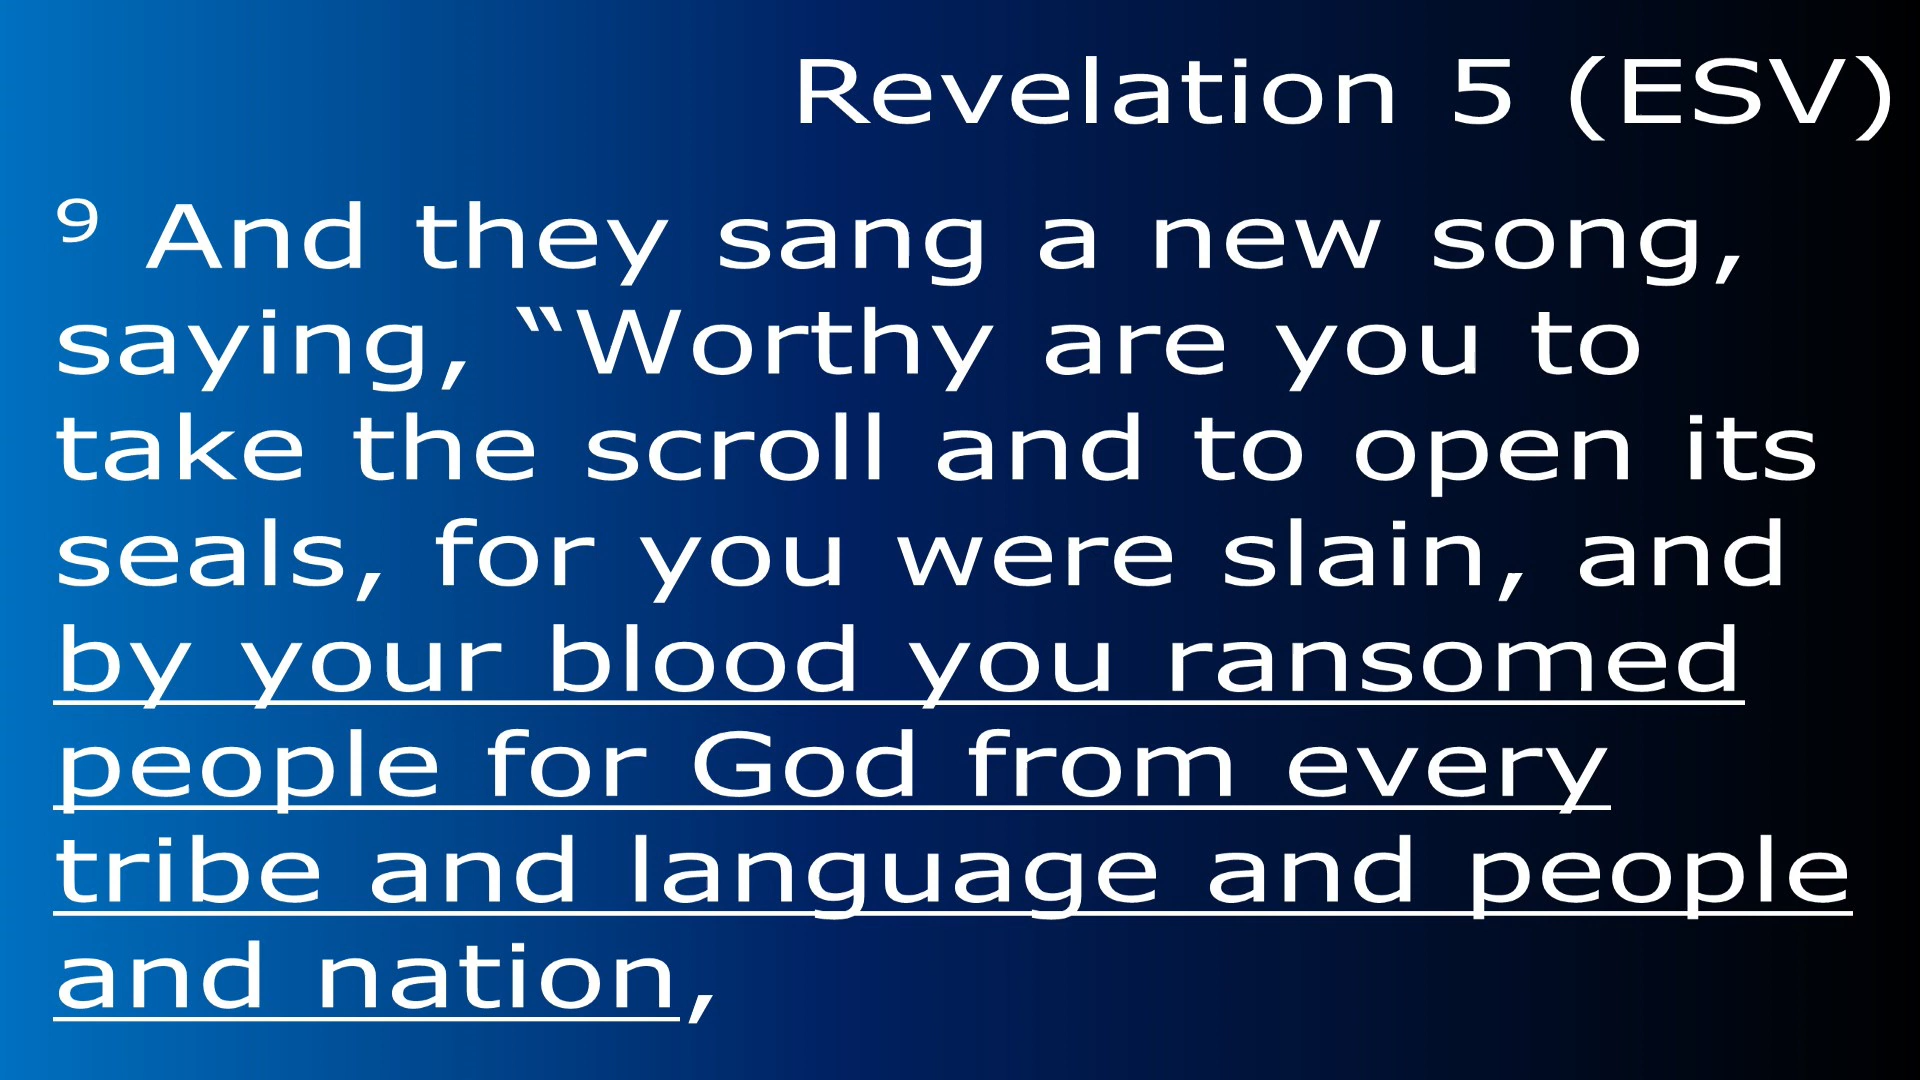 Revelation 5 (ESV)
⁹ And they sang a new song,
saying, “Worthy are you to
take the scroll and to open its
seals, for you were slain, and
by your blood you ransomed
people for God from every
tribe and language and people
and nation,